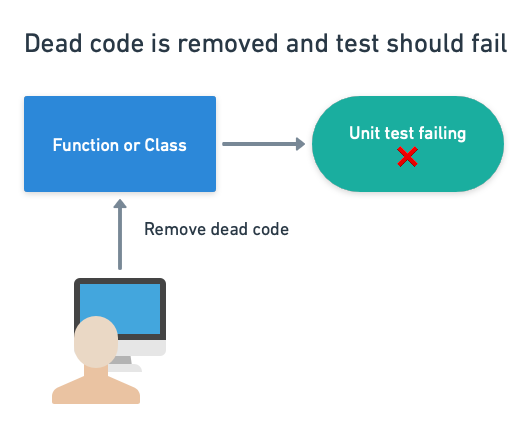 Dead code is removed and test should fail
Function or Class
Unit test failing
Remove dead code